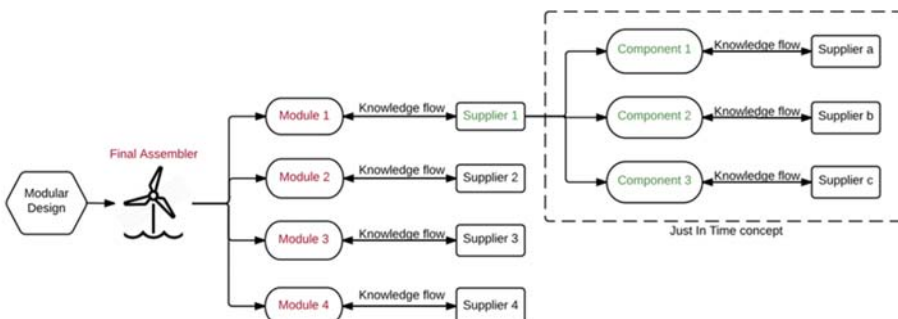 Component 1
Knowledge flow
Supplier a
Module 1
Knowledge flow
Supplier 1
Component 2
Knowledge flow
Supplier b
Final Assembler
Module 2
Knowledge flow
Supplier 2
Component 3
Knowledge flow
Supplier c
Modular
Design
Module 3
Knowledge flow
Supplier 3
Just In Time concept
Module 4
Knowledge flow
Supplier 4